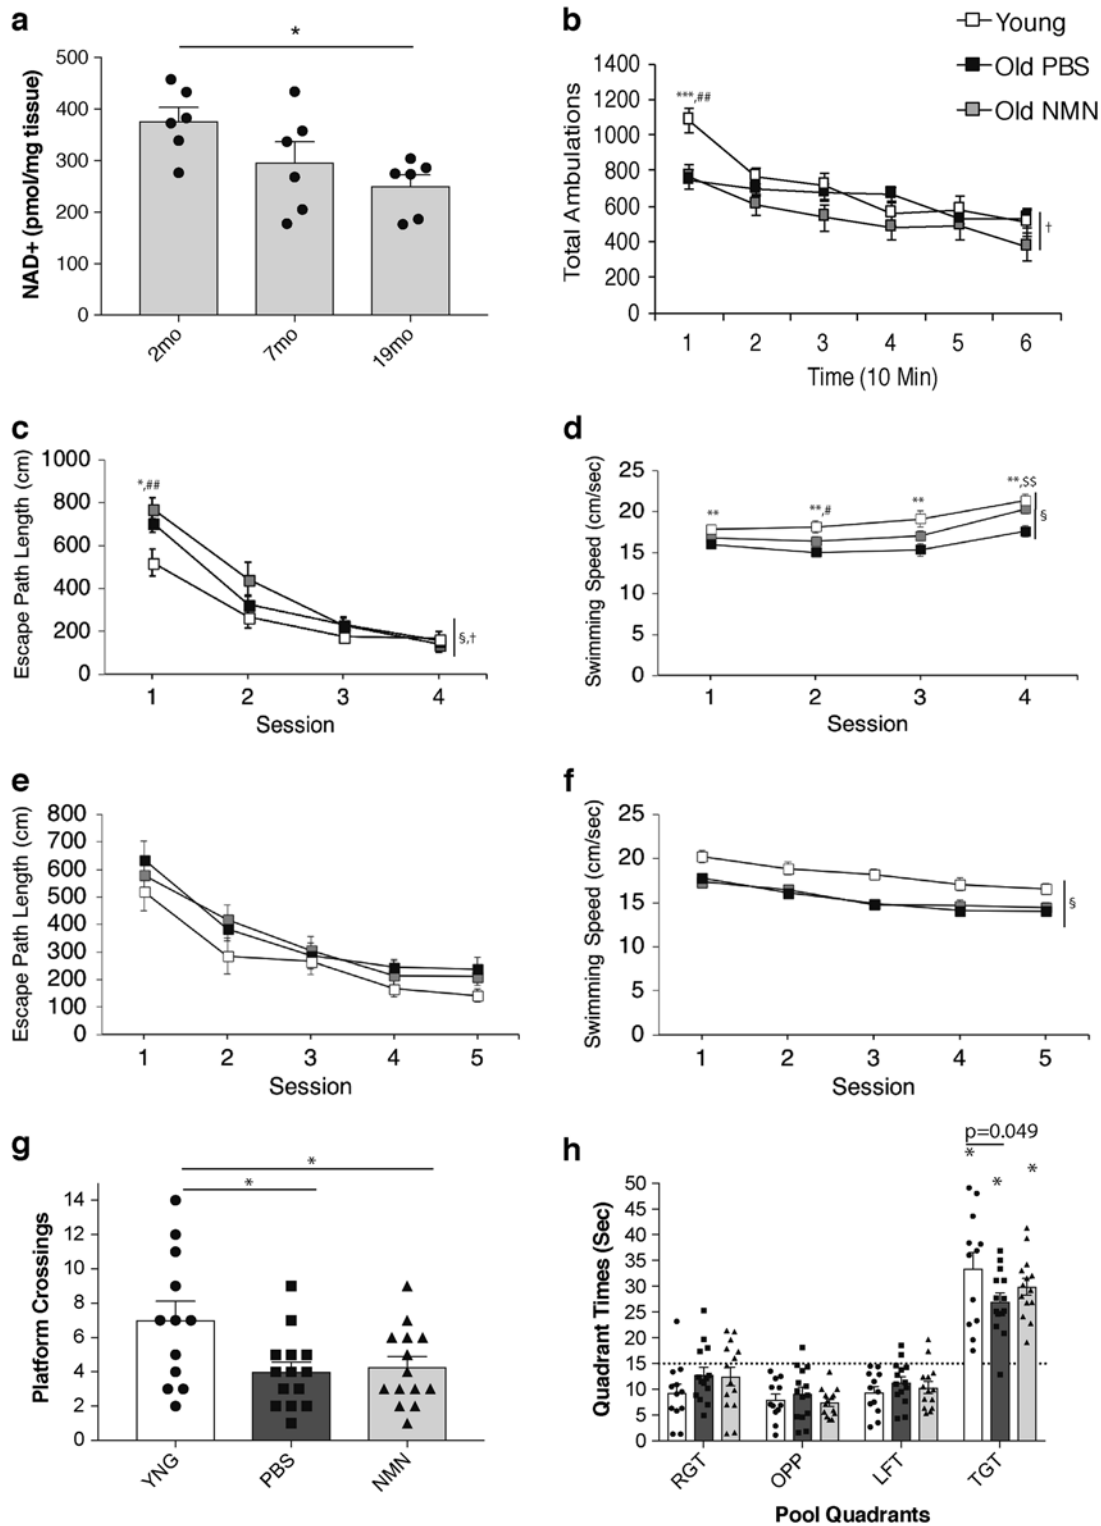 a
*
NAD+ (pmol/mg tissue)
500
400
300
200
100
0
2mo
7mo
19mo
b
Young
Old PBS
Old NMN
Total Ambulations
1400
1200
1000
800
600
400
200
0
***,##
†
1 2 3 4 5 6
Time (10 Min)
c
Escape Path Length (cm)
1000
800
600
400
200
0
*,##
§,†
1 2 3 4
Session
d
Swimming Speed (cm/sec)
25
20
15
10
5
0
** **,# ** **,$$
§
1 2 3 4
Session
e
Escape Path Length (cm)
800
700
600
500
400
300
200
100
0
1 2 3 4 5
Session
f
Swimming Speed (cm/sec)
25
20
15
10
5
0
§
1 2 3 4 5
Session
g
*
*
Platform Crossings
14
12
10
8
6
4
2
0
YNG
PBS
NMN
h
p=0.049
* * *
Quadrant Times (Sec)
50
45
40
35
30
25
20
15
15
10
5
0
RGT
OPP
LFT
TGT
Pool Quadrants